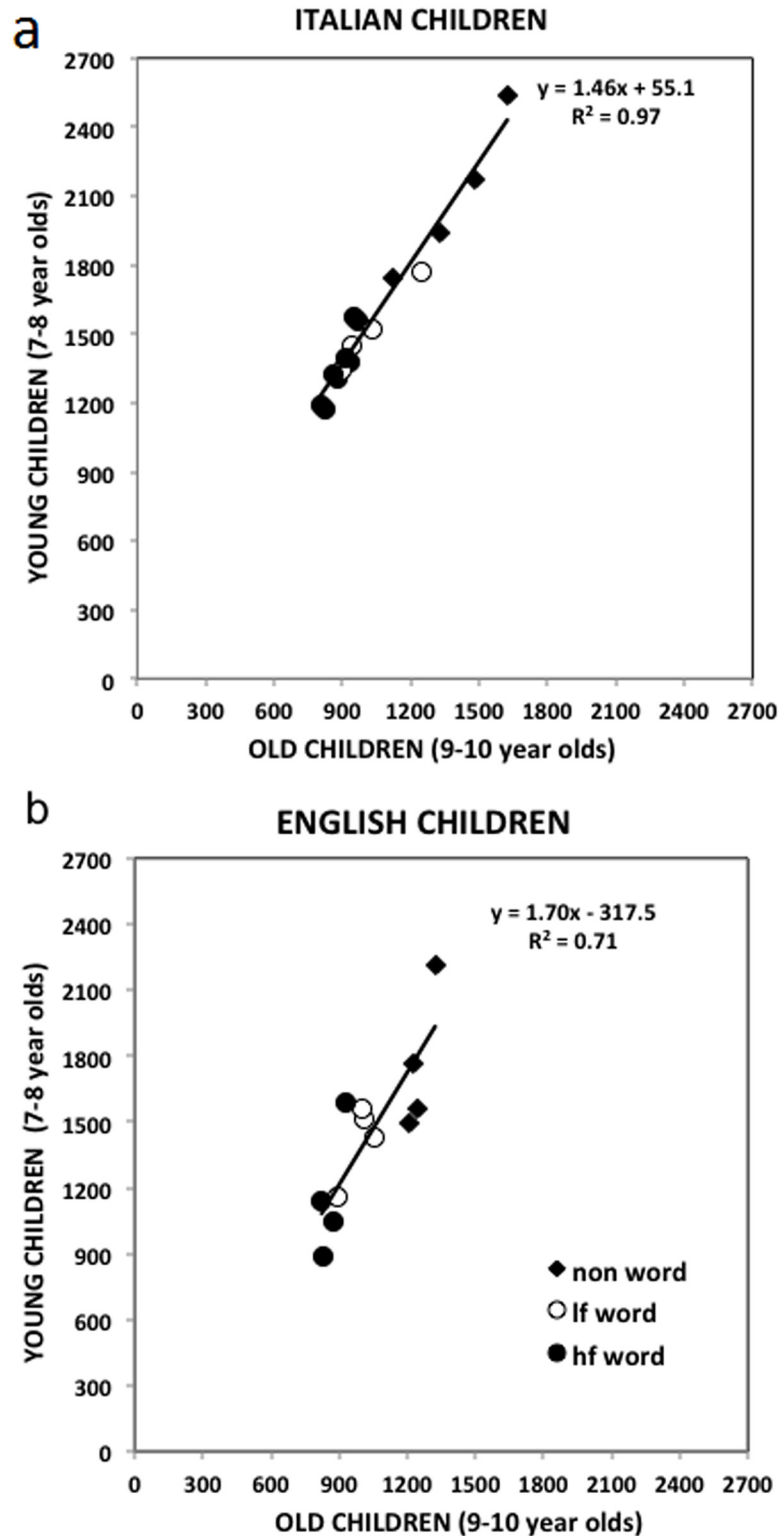 a
ITALIAN CHILDREN
y = 1.46x + 55.1
R² = 0.97
YOUNG CHILDREN (7-8 year olds)
2700
2400
2100
1800
1500
1200
900
600
300
0
0 300 600 900 1200 1500 1800 2100 2400 2700
OLD CHILDREN (9-10 year olds)
b
ENGLISH CHILDREN
y = 1.70x - 317.5
R² = 0.71
YOUNG CHILDREN (7-8 year olds)
2700
2400
2100
1800
1500
1200
900
600
300
0
non word
lf word
hf word
0 300 600 900 1200 1500 1800 2100 2400 2700
OLD CHILDREN (9-10 year olds)